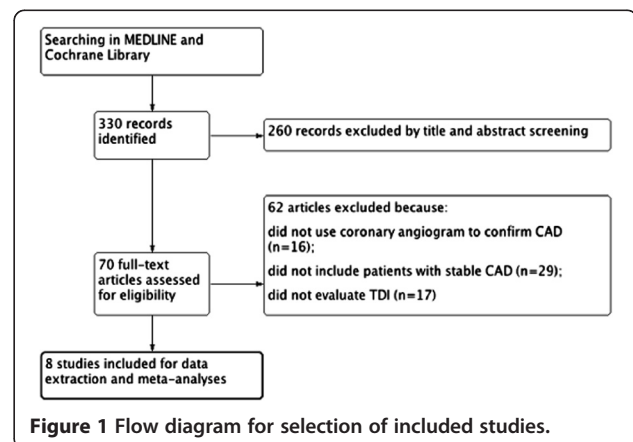 Searching in MEDLINE and
Cochrane Library
330 records
identified
260 records excluded by title and abstract screening
62 articles excluded because:
did not use coronary angiogram to confirm CAD
(n=16);
did not include patients with stable CAD (n=29);
did not evaluate TDI (n=17)
70 full-text
articles assessed
for eligibility
8 studies included for data
extraction and meta-analyses
Figure 1 Flow diagram for selection of included studies.